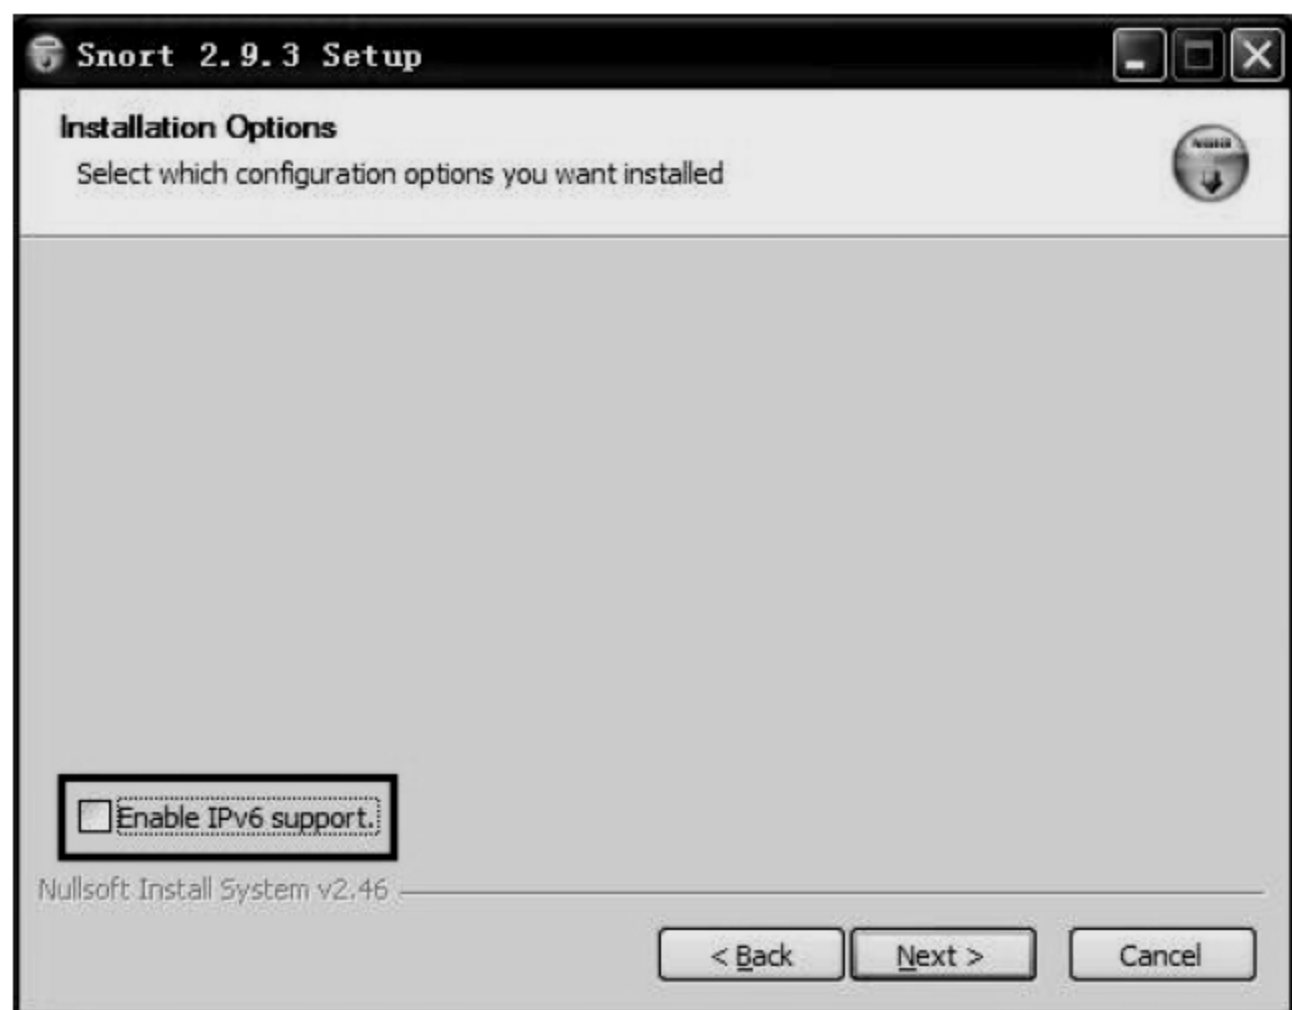 Snort 2.9.3 Setup
Installation Options
Select which configuration options you want installed
Enable IPv6 support.
Nullsoft Install System v2.46
< Back
Next >
Cancel